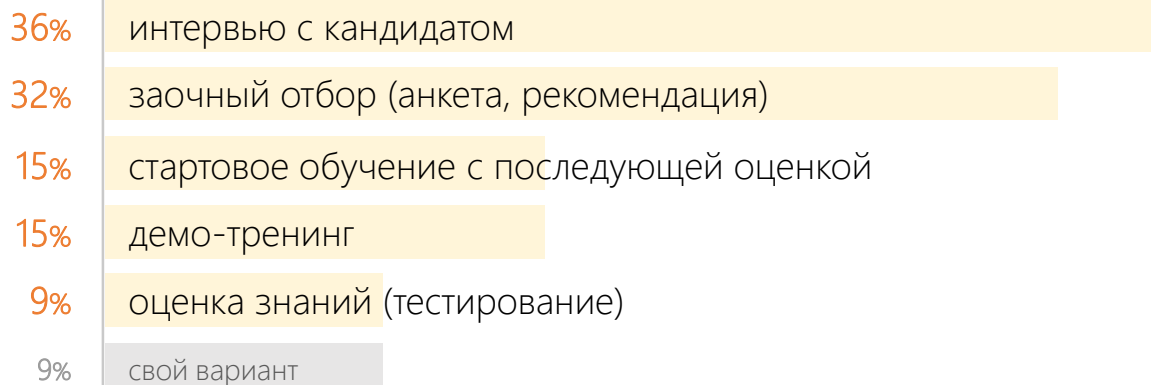 36% интервью с кандидатом
32% заочный отбор (анкета, рекомендация)
15% стартовое обучение с последующей оценкой
15% демо-тренинг
9% оценка знаний (тестирование)
9% свой вариант